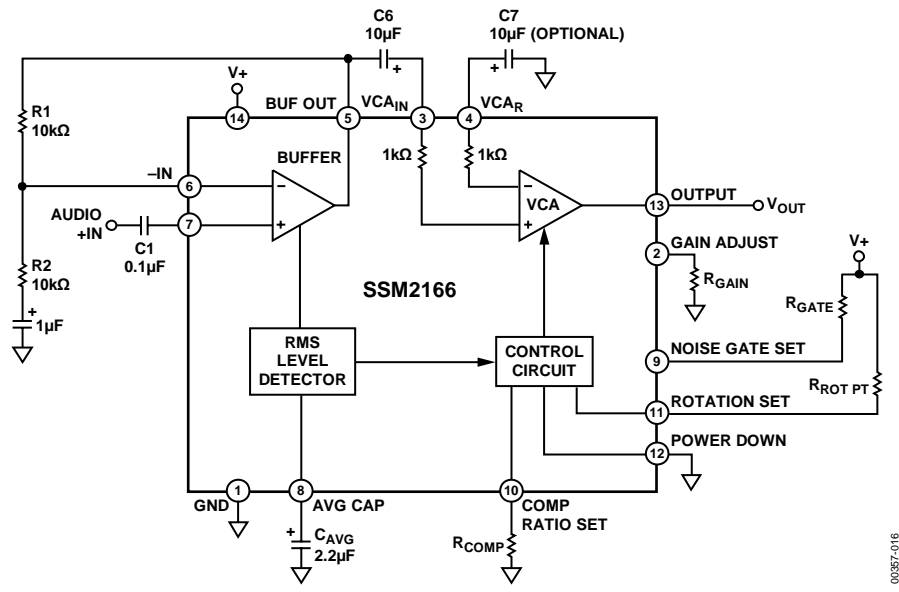 C6
10µF
+
C7
10µF (OPTIONAL)
+
V+
R1
10kΩ
14
BUF OUT
5
VCAIN
3
4
VCAR
1kΩ
1kΩ
BUFFER
–IN
6
−
+
VCA
−
+
OUTPUT
13
VOUT
AUDIO
+IN
7
C1
0.1µF
2
GAIN ADJUST
RGAIN
V+
R2
10kΩ
+
1µF
SSM2166
RGATE
RMS
LEVEL
DETECTOR
CONTROL
CIRCUIT
NOISE GATE SET
9
RROT PT
ROTATION SET
11
POWER DOWN
12
1
GND
8
AVG CAP
10
COMP
RATIO SET
+
CAVG
2.2µF
RCOMP
00357-016